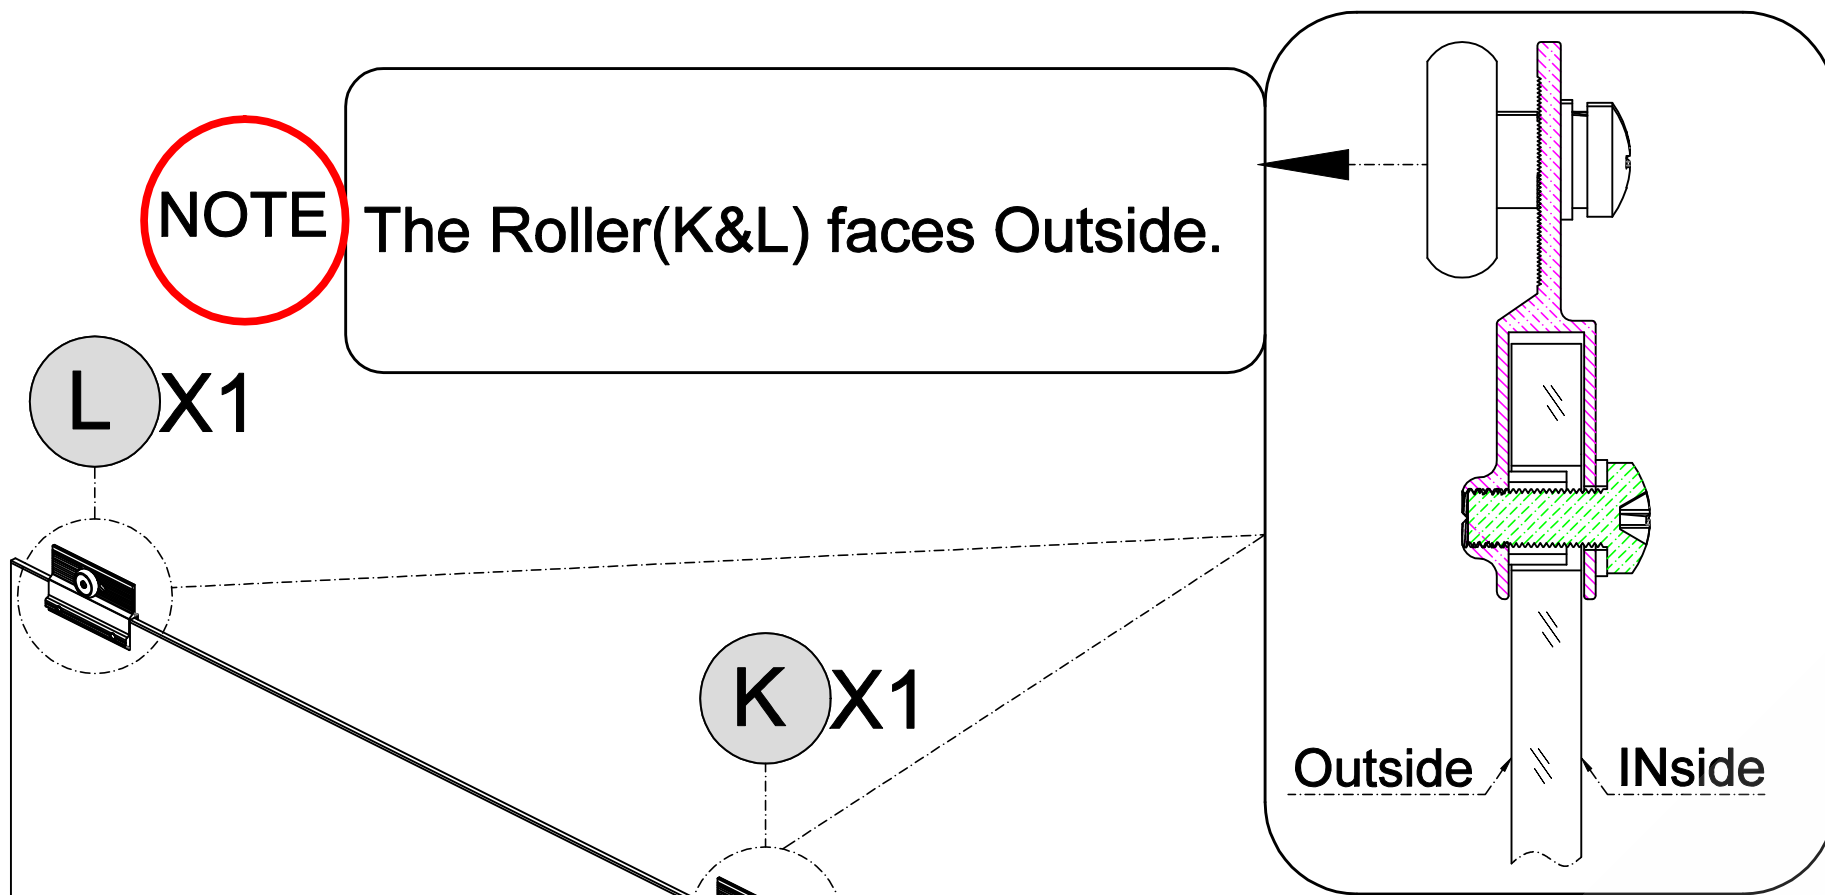 NOTE
The Roller(K&L) faces Outside.
L X1
K X1
Outside
INside